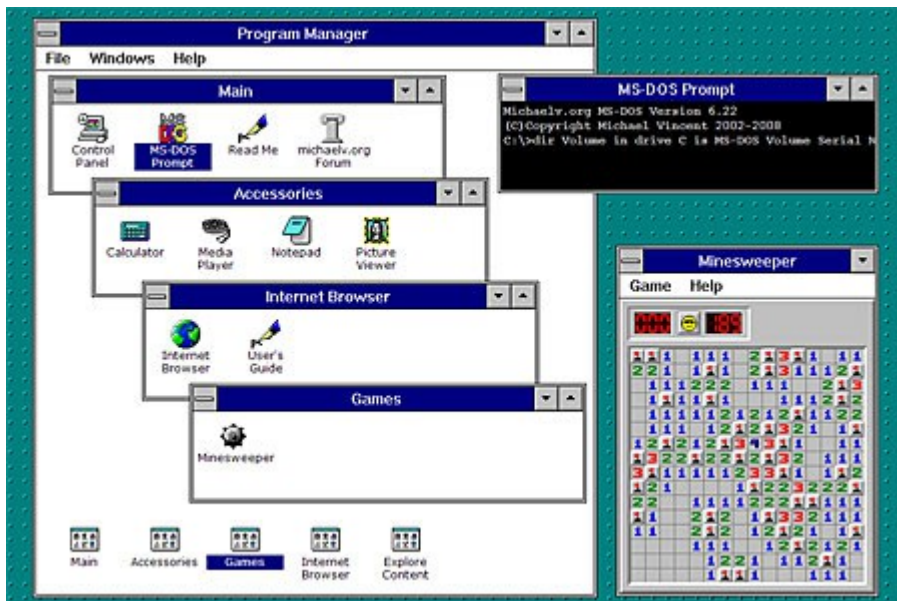 Program Manager
File Windows Help
Main
Control Panel
MS-DOS Prompt
Read Me
michaelv.org Forum
Accessories
Calculator
Media Player
Notepad
Picture Viewer
Internet Browser
Internet Browser
User's Guide
Games
Minesweeper
Main
Accessories
Games
Internet Browser
Explore Content
MS-DOS Prompt
Michaelv.org MS-DOS Version 6.22
(C)Copyright Michael Vincent 2002-2008
C:\>dir Volume in drive C is MS-DOS Volume Serial N
Minesweeper
Game Help
000 189